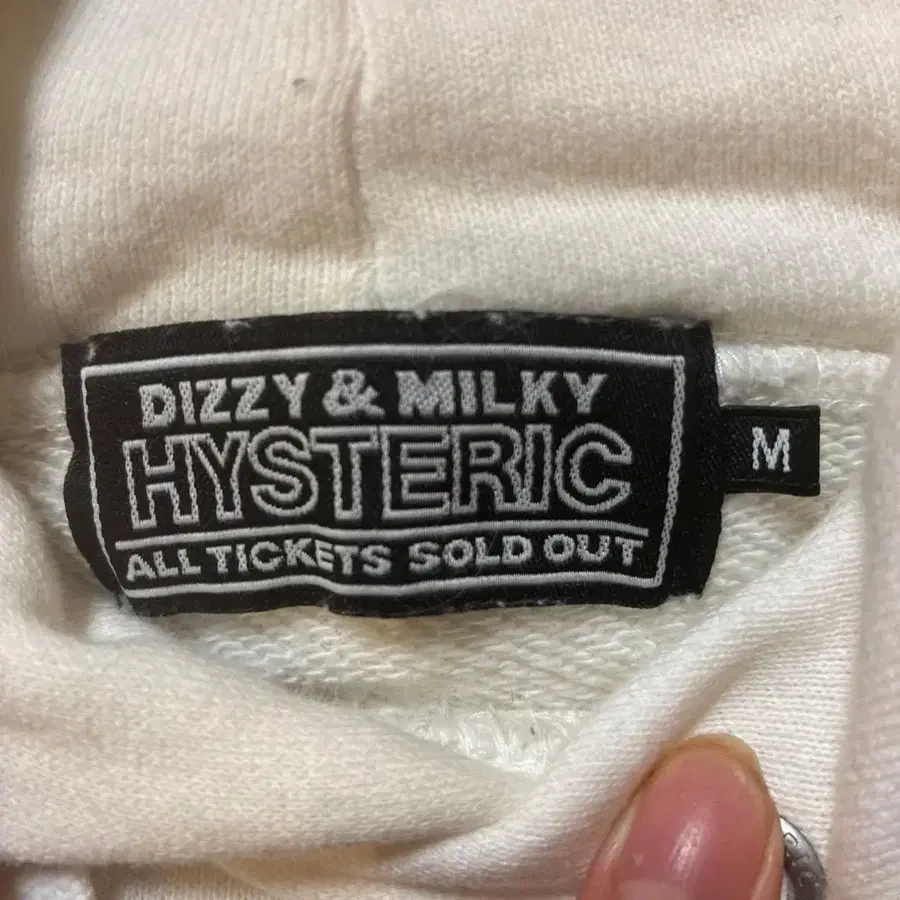 DIZZY & MILKY
HYSTERIC
ALL TICKETS SOLD OUT
M